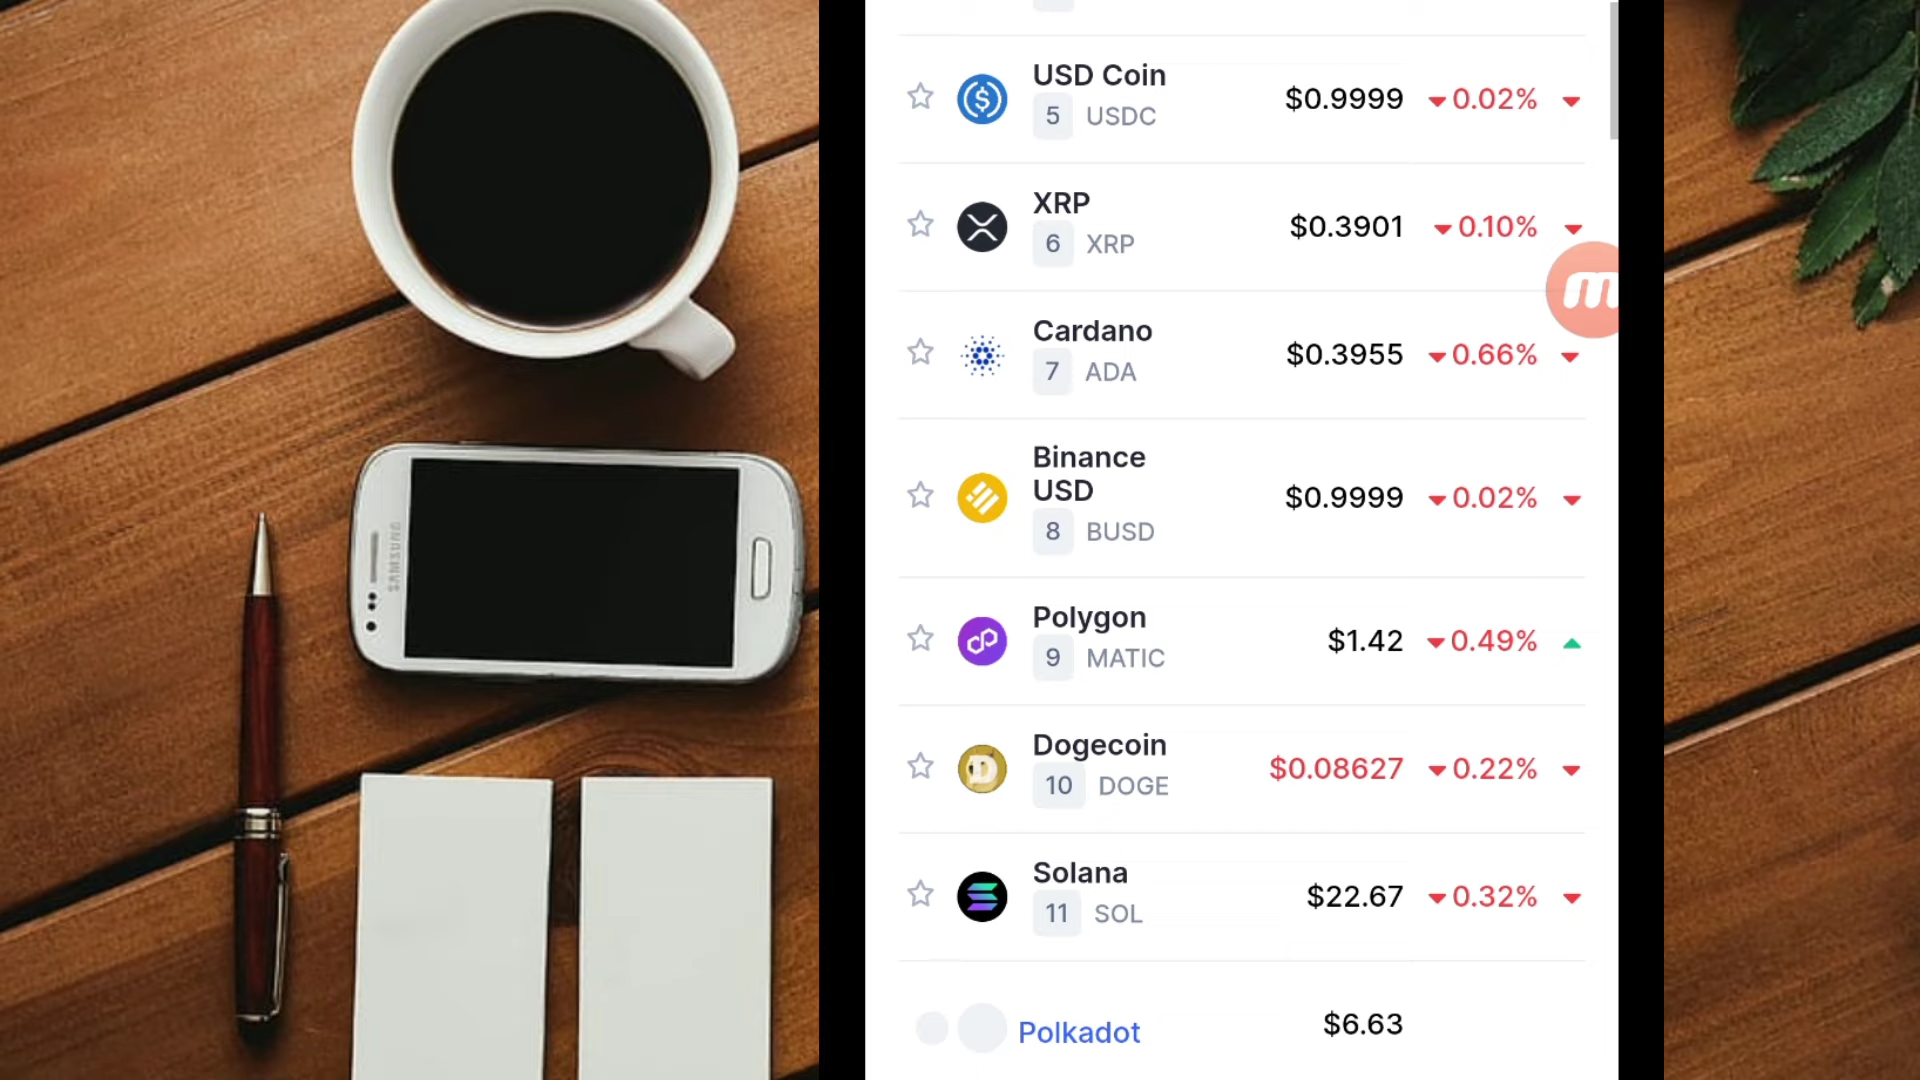 SAMSUNG
USD Coin
$0.9999 0.02%
5 USDC
XRP
$0.3901 0.10%
6 XRP
m
Cardano
$0.3955 0.66%
7 ADA
Binance
USD
$0.9999 0.02%
8 BUSD
Polygon
$1.42 0.49%
9 MATIC
Dogecoin
$0.08627 0.22%
10 DOGE
Solana
$22.67 0.32%
11 SOL
Polkadot
$6.63